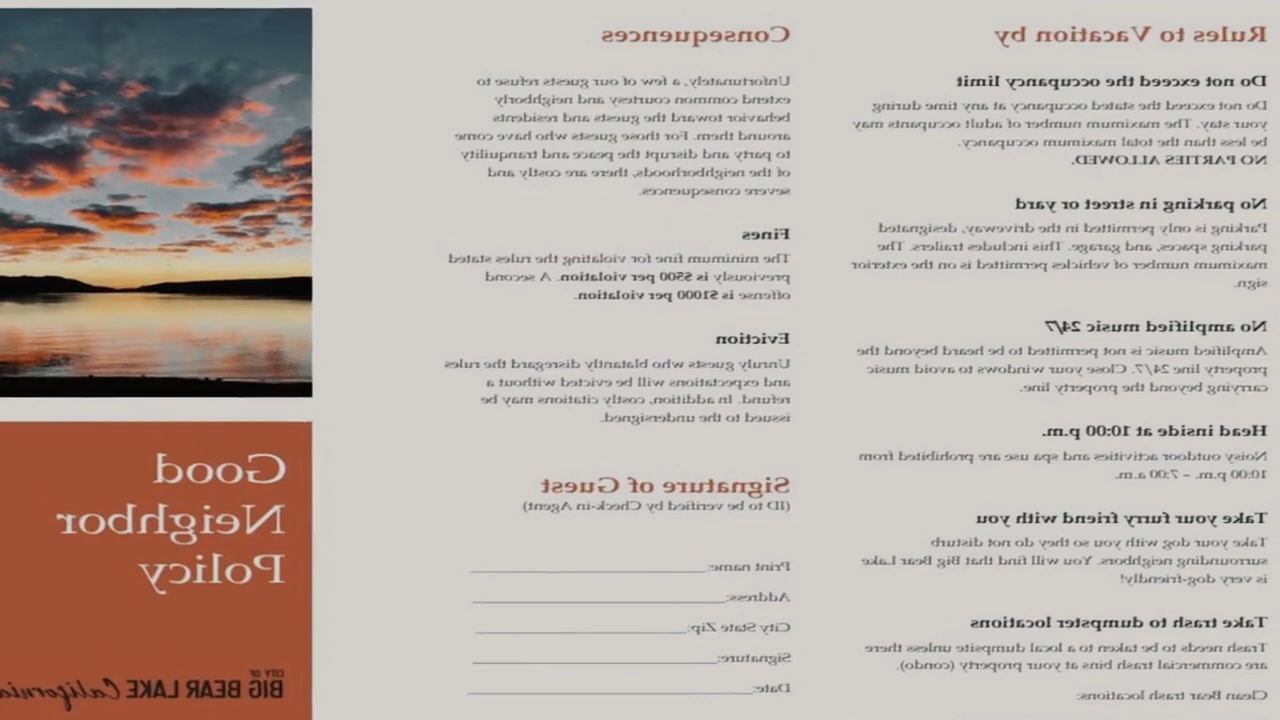 Rules to Vacation by
Do not exceed the occupancy limit
Do not exceed the stated occupancy at any time during
your stay. The maximum number of adult occupants may
be less than the total maximum occupancy.
NO PARTIES ALLOWED.
No parking in street or yard
Parking is only permitted in the driveway, designated
parking spaces, and garage. This includes trailers. The
maximum number of vehicles permitted is on the exterior
sign.
No amplified music 24/7
Amplified music is not permitted to be heard beyond the
property line 24/7. Close your windows to avoid music
carrying beyond the property line.
Head inside at 10:00 p.m.
Noisy outdoor activities and spa use are prohibited from
10:00 p.m. – 7:00 a.m.
Take your furry friend with you
Take your dog with you so they do not disturb
surrounding neighbors. You will find that Big Bear Lake
is very dog-friendly!
Take trash to dumpster locations
Trash needs to be taken to a local dumpsite unless there
are commercial trash bins at your property (condo).
Clean Bear trash locations:
Consequences
Unfortunately, a few of our guests refuse to
extend common courtesy and neighborly
behavior toward the guests and residents
around them. For those guests who have come
to party and disrupt the peace and tranquility
of the neighborhoods, there are costly and
severe consequences.
Fines
The minimum fine for violating the rules stated
previously is $500 per violation. A second
offense is $1000 per violation.
Eviction
Unruly guests who blatantly disregard the rules
and expectations will be evicted without a
refund. In addition, costly citations may be
issued to the undersigned.
Signature of Guest
(ID to be verified by Check-in Agent)
Print name:
Address:
City State Zip:
Signature:
Date:
Good
Neighbor
Policy
CITY OF
BIG BEAR LAKE California